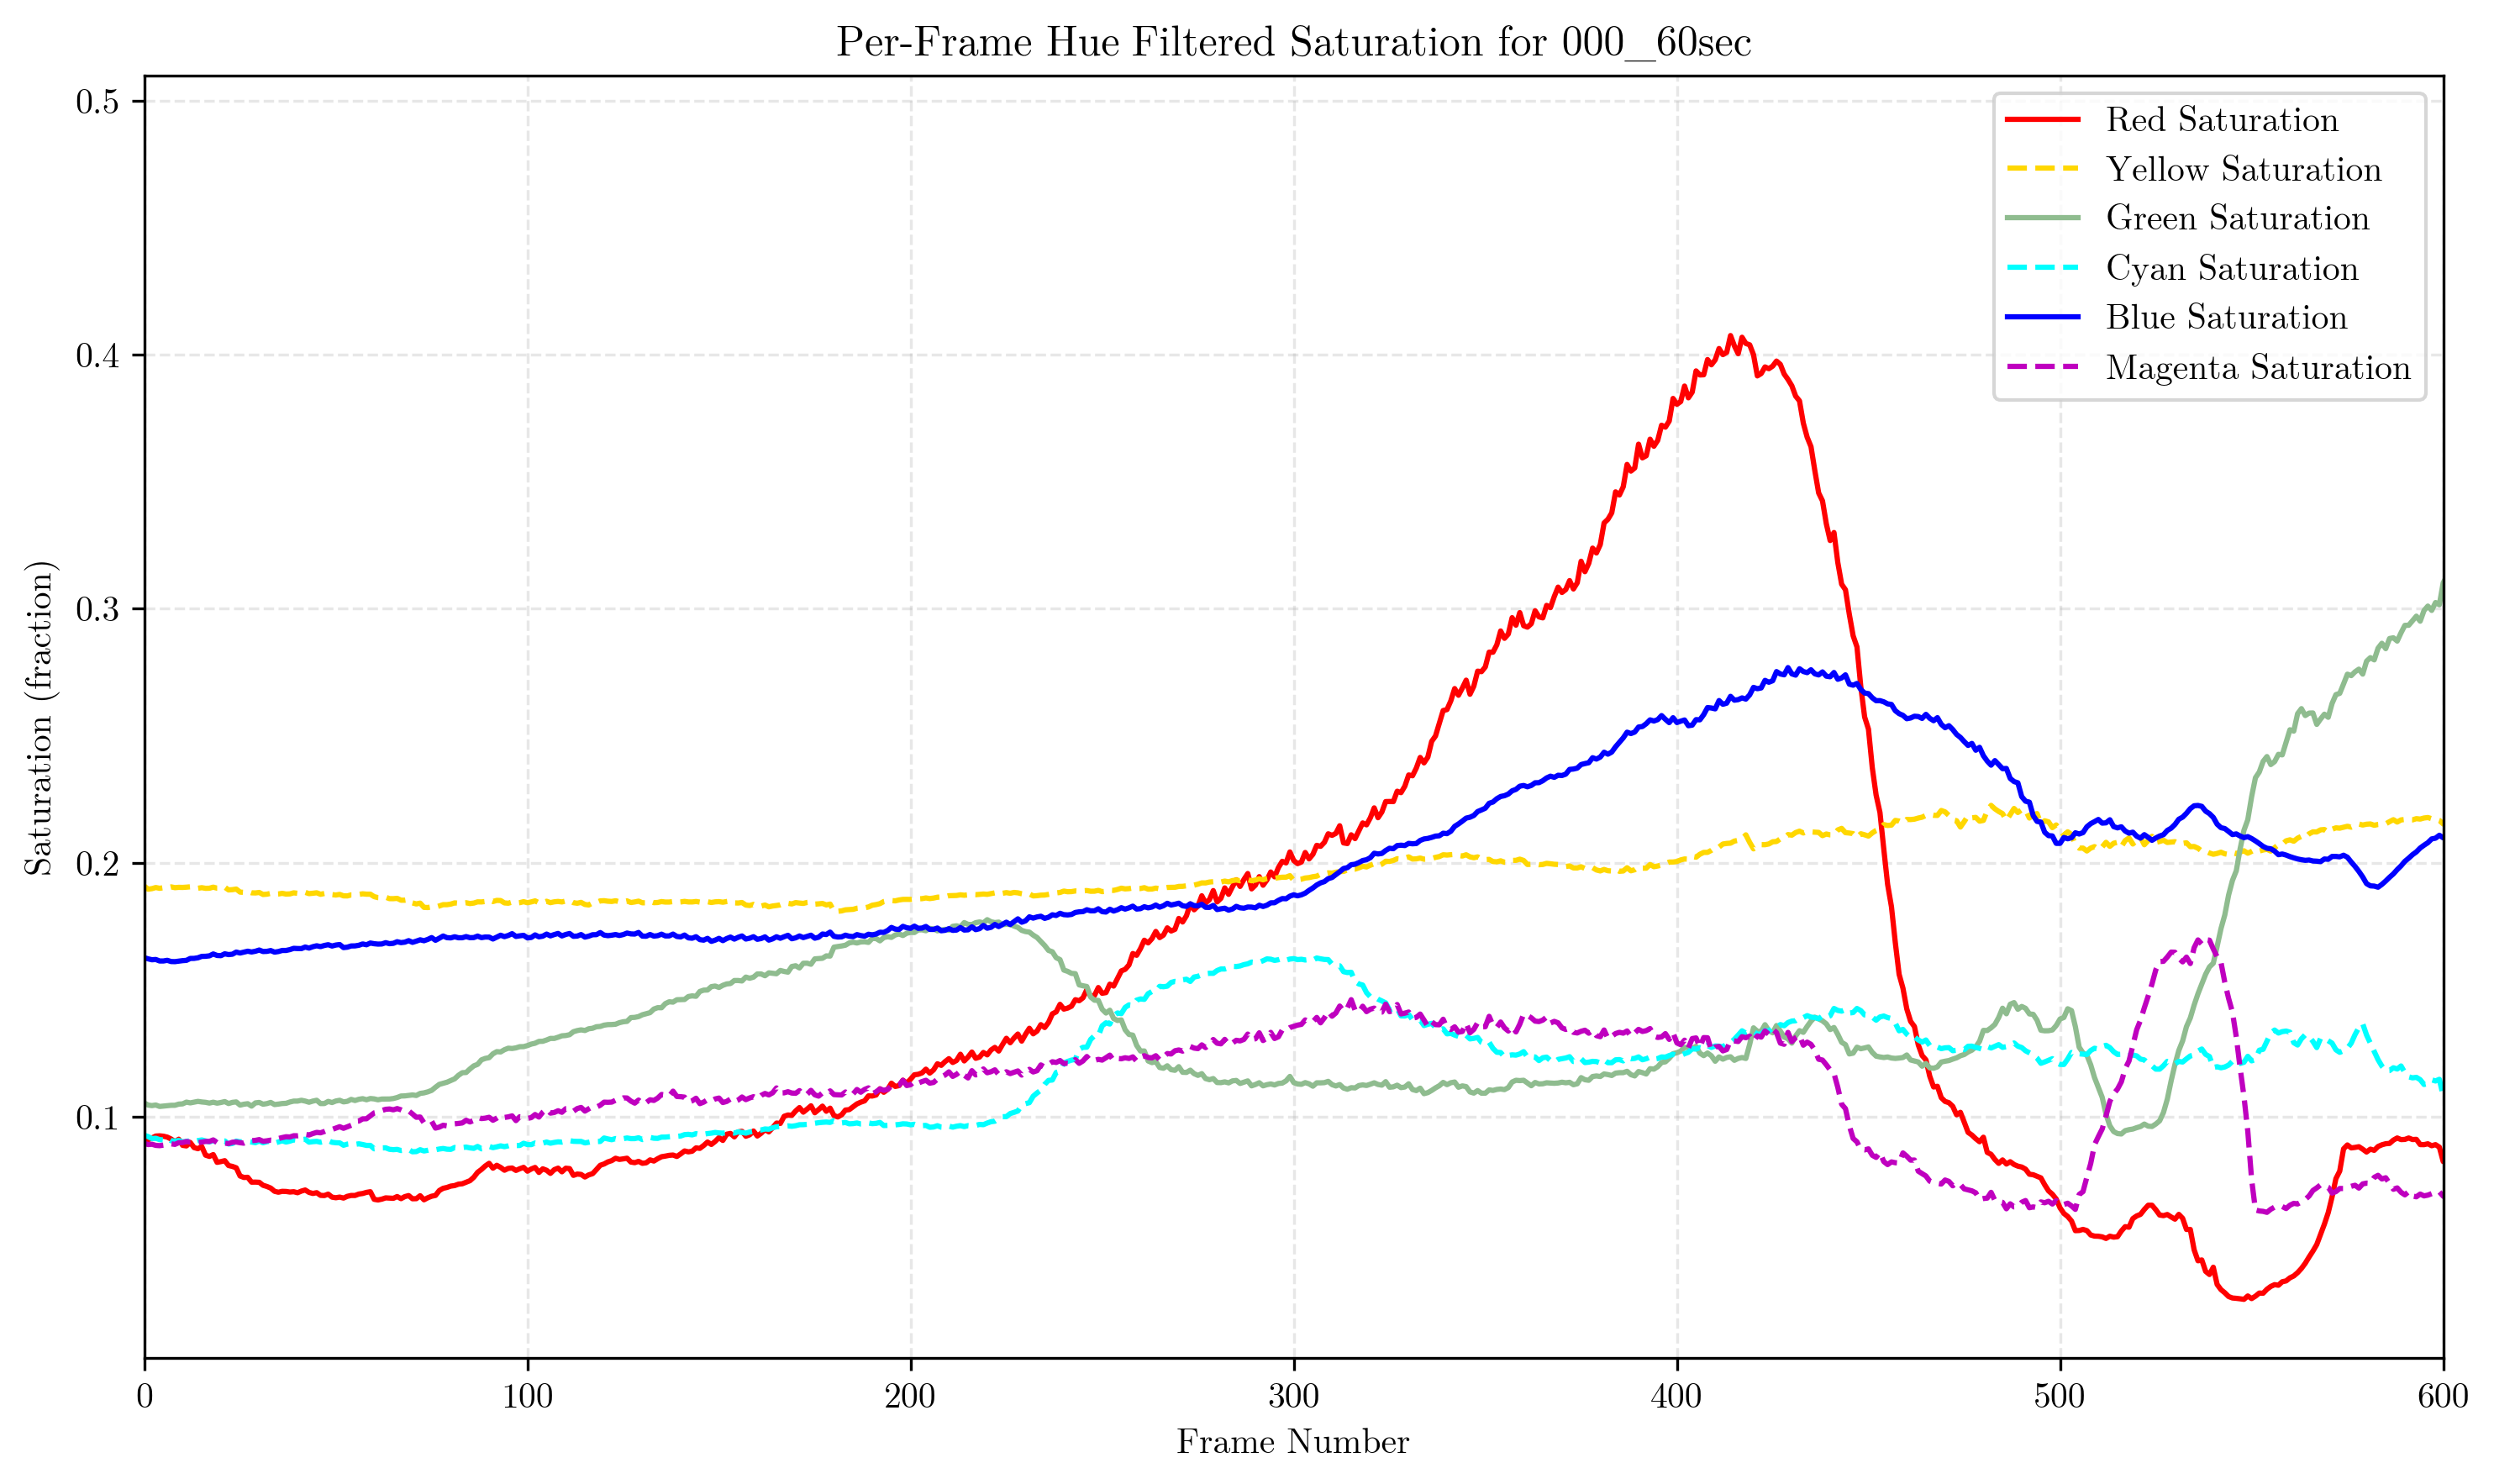 Per-Frame Hue Filtered Saturation for 000__60sec
Saturation (fraction)
0.5
0.4
0.3
0.2
0.1
Red Saturation
Yellow Saturation
Green Saturation
Cyan Saturation
Blue Saturation
Magenta Saturation
0 100 200 300 400 500 600
Frame Number